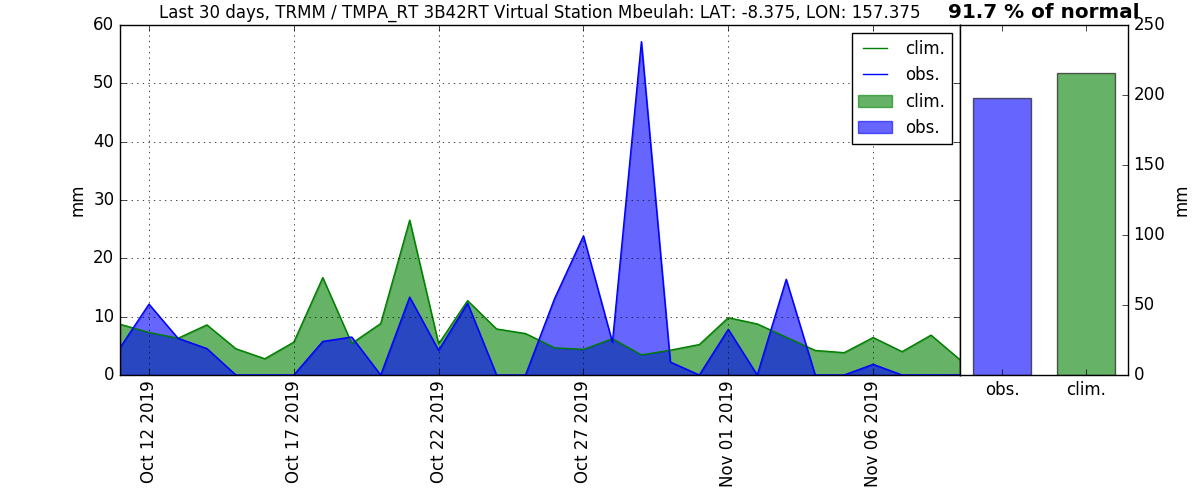 Last 30 days, TRMM / TMPA_RT 3B42RT Virtual Station Mbeulah: LAT: -8.375, LON: 157.375
91.7 % of normal
60
50
40
30
20
10
0
mm
clim.
obs.
clim.
obs.
250
200
150
100
50
0
mm
Oct 12 2019
Oct 17 2019
Oct 22 2019
Oct 27 2019
Nov 01 2019
Nov 06 2019
obs.
clim.